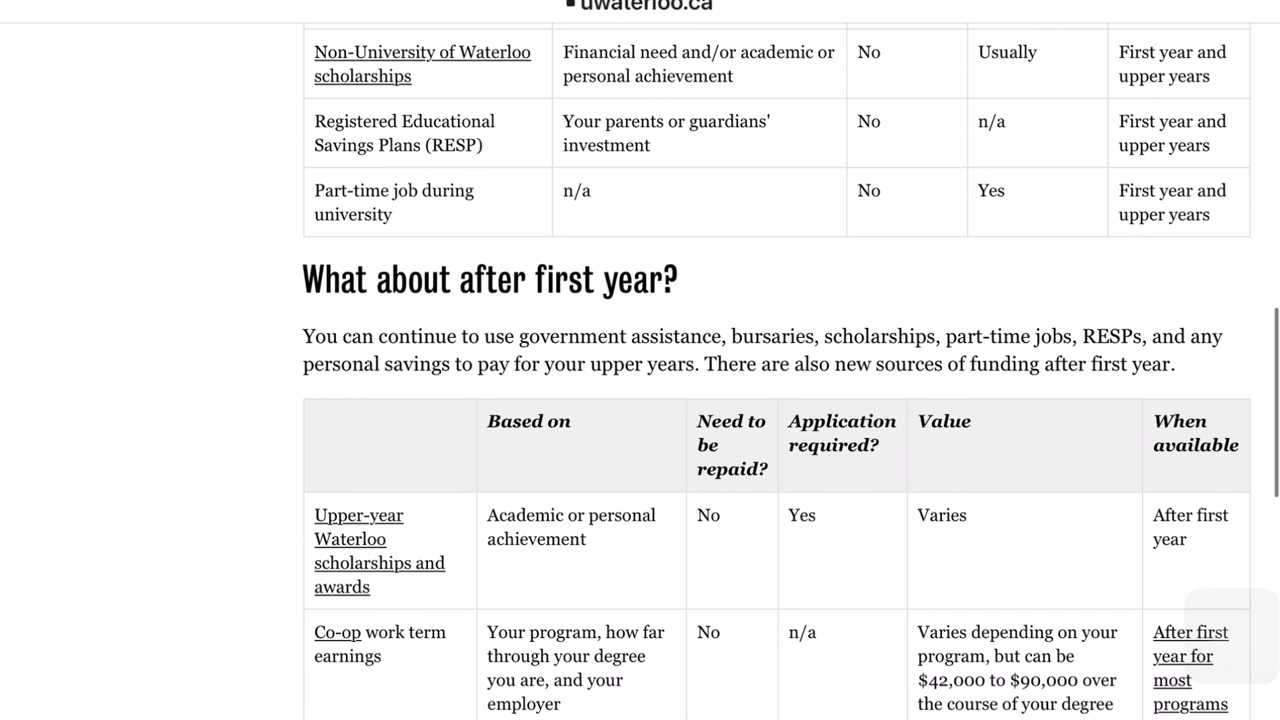 uwaterloo.ca
Non-University of Waterloo
scholarships
Financial need and/or academic or
personal achievement
No
Usually
First year and
upper years
Registered Educational
Savings Plans (RESP)
Your parents or guardians'
investment
No
n/a
First year and
upper years
Part-time job during
university
n/a
No
Yes
First year and
upper years
What about after first year?
You can continue to use government assistance, bursaries, scholarships, part-time jobs, RESPs, and any
personal savings to pay for your upper years. There are also new sources of funding after first year.
Based on
Need to
be
repaid?
Application
required?
Value
When
available
Upper-year
Waterloo
scholarships and
awards
Academic or personal
achievement
No
Yes
Varies
After first
year
Co-op work term
earnings
Your program, how far
through your degree
you are, and your
employer
No
n/a
Varies depending on your
program, but can be
$42,000 to $90,000 over
the course of your degree
After first
year for
most
programs